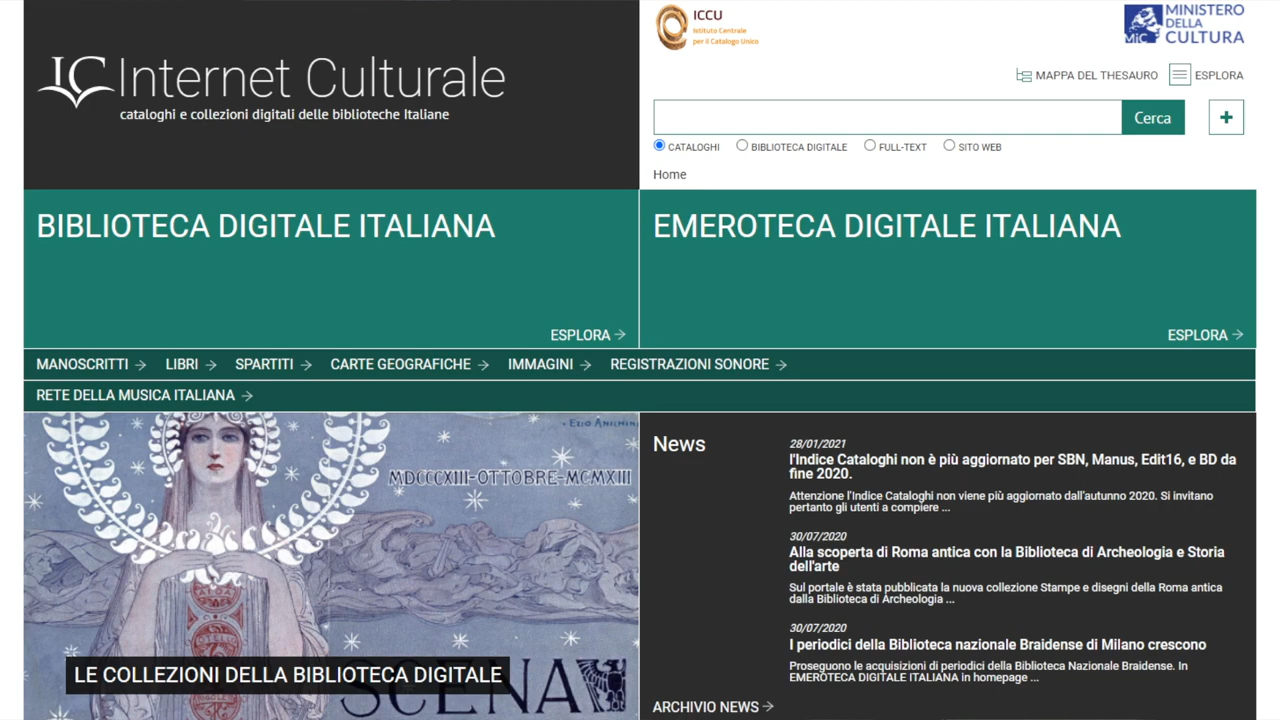 Internet Culturale
cataloghi e collezioni digitali delle biblioteche Italiane
ICCU
Istituto Centrale
per il Catalogo Unico
MiC
MINISTERO
DELLA
CULTURA
MAPPA DEL THESAURO
ESPLORA
Cerca
+
CATALOGHI
BIBLIOTECA DIGITALE
FULL-TEXT
SITO WEB
Home
BIBLIOTECA DIGITALE ITALIANA
ESPLORA
EMEROTECA DIGITALE ITALIANA
ESPLORA
MANOSCRITTI
LIBRI
SPARTITI
CARTE GEOGRAFICHE
IMMAGINI
REGISTRAZIONI SONORE
RETE DELLA MUSICA ITALIANA
MDCCCXIII-OTTOBRE-MCMXIII
AIDA
OTELLO
SCENA
LE COLLEZIONI DELLA BIBLIOTECA DIGITALE
News
28/01/2021
l'Indice Cataloghi non è più aggiornato per SBN, Manus, Edit16, e BD da
fine 2020.
Attenzione l'Indice Cataloghi non viene più aggiornato dall'autunno 2020. Si invitano
pertanto gli utenti a compiere ...
30/07/2020
Alla scoperta di Roma antica con la Biblioteca di Archeologia e Storia
dell'arte
Sul portale è stata pubblicata la nuova collezione Stampe e disegni della Roma antica
dalla Biblioteca di Archeologia ...
30/07/2020
I periodici della Biblioteca nazionale Braidense di Milano crescono
Proseguono le acquisizioni di periodici della Biblioteca Nazionale Braidense. In
EMEROTECA DIGITALE ITALIANA in homepage ...
ARCHIVIO NEWS